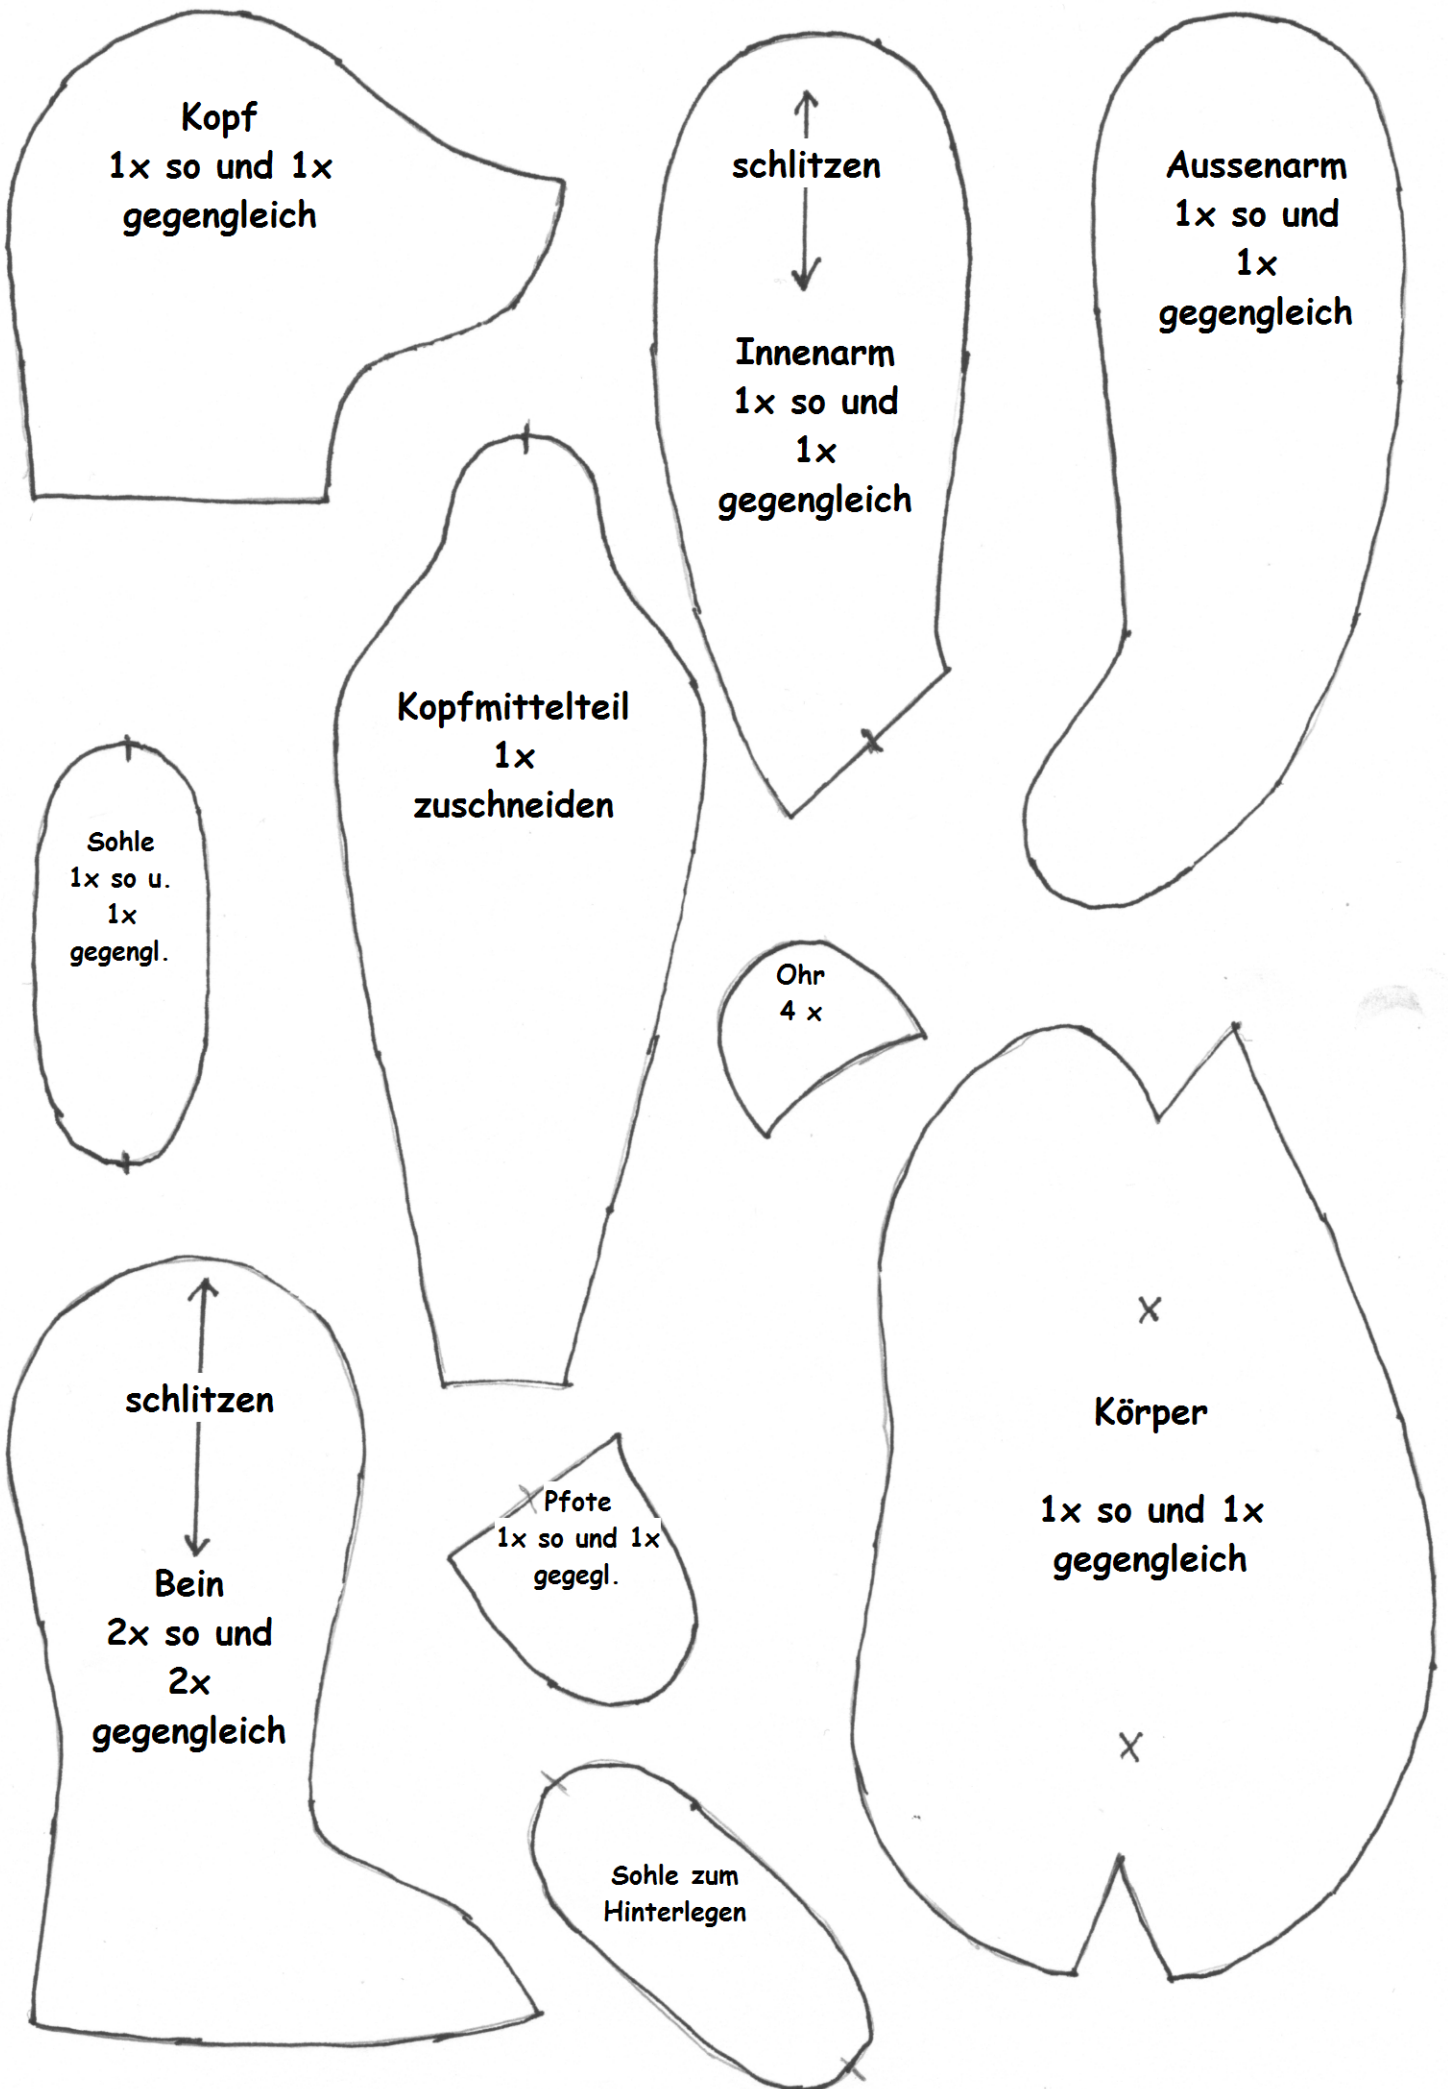 Kopf
1x so und 1x
gegengleich
schlitzen
Innenarm
1x so und
1x
gegengleich
Aussenarm
1x so und
1x
gegengleich
Kopfmittelteil
1x
zuschneiden
Sohle
1x so u.
1x
gegengl.
Ohr
4 x
schlitzen
Bein
2x so und
2x
gegengleich
Pfote
1x so und 1x
gegegl.
Körper
1x so und 1x
gegengleich
Sohle zum
Hinterlegen